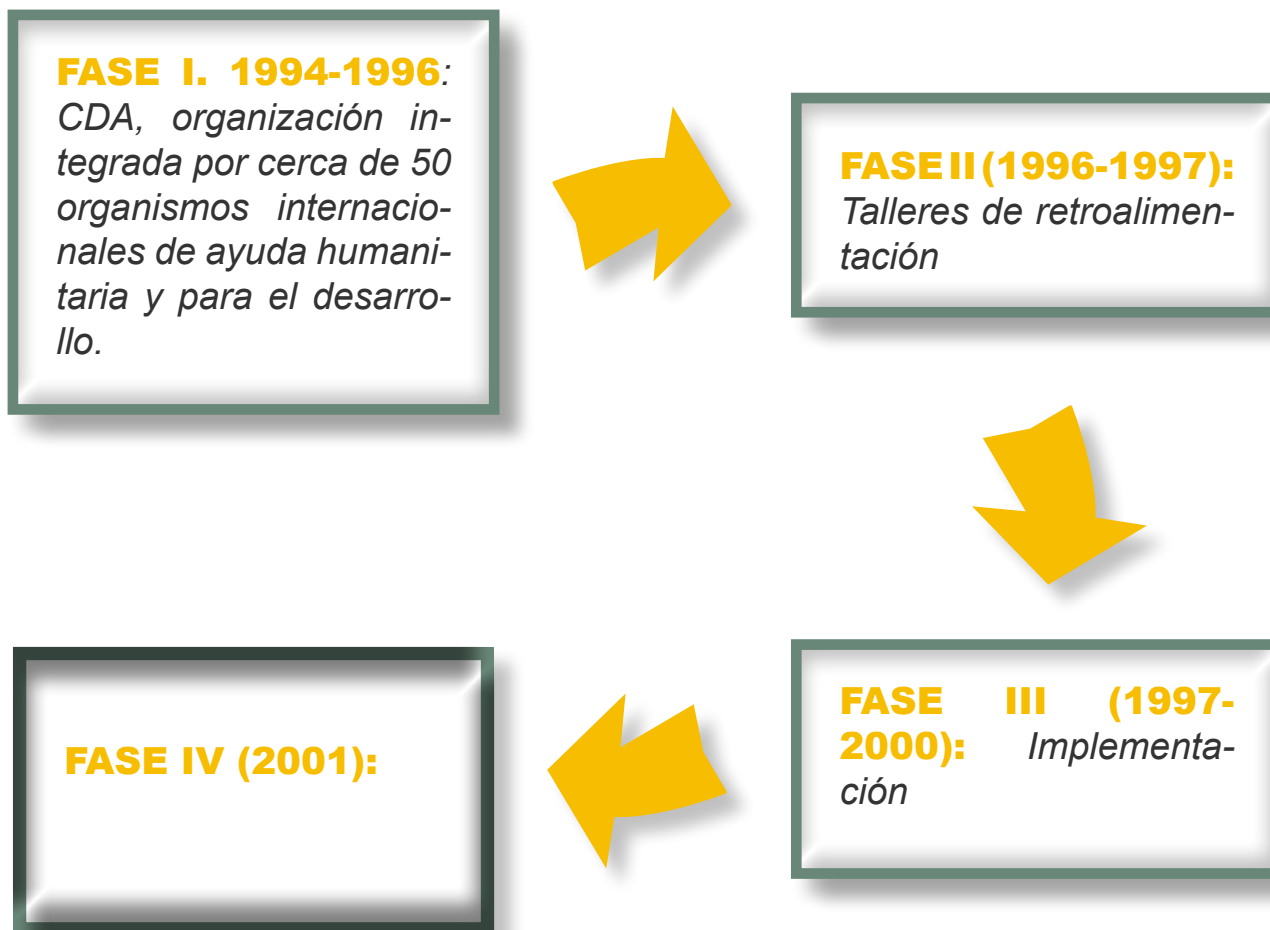 FASE I. 1994-1996:
CDA, organización in-
tegrada por cerca de 50
organismos internacio-
nales de ayuda humani-
taria y para el desarro-
llo.
FASE II (1996-1997):
Talleres de retroalimen-
tación
FASE III (1997-
2000): Implementa-
ción
FASE IV (2001):